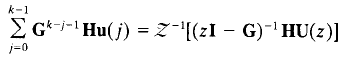 k−1
∑ G^{k−j−1} Hu(j) = 𝒵^{−1}[(zI − G)^{−1} HU(z)]
j=0